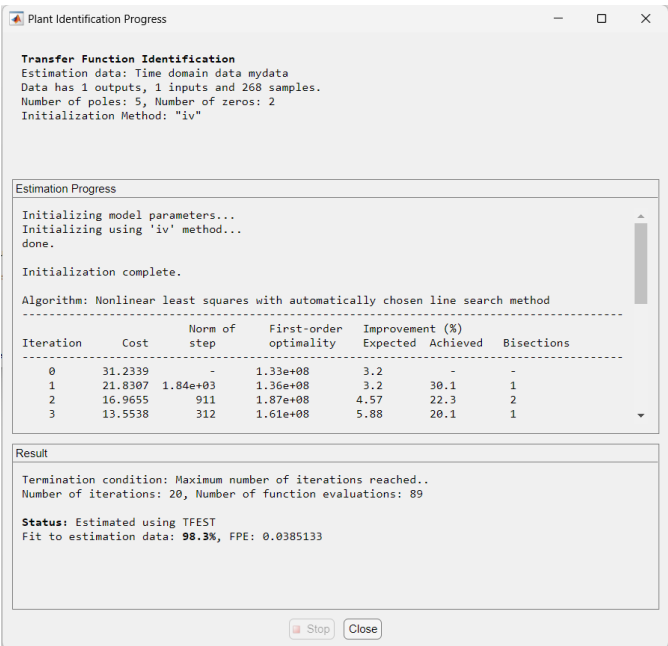 Plant Identification Progress
Transfer Function Identification
Estimation data: Time domain data mydata
Data has 1 outputs, 1 inputs and 268 samples.
Number of poles: 5, Number of zeros: 2
Initialization Method: "iv"
Estimation Progress
Initializing model parameters...
Initializing using 'iv' method...
done.
Initialization complete.
Algorithm: Nonlinear least squares with automatically chosen line search method
------------------------------------------------------------------------------------------
Norm of First-order Improvement (%)
Iteration Cost step optimality Expected Achieved Bisections
------------------------------------------------------------------------------------------
0 31.2339 - 1.33e+08 3.2 - -
1 21.8307 1.84e+03 1.36e+08 3.2 30.1 1
2 16.9655 911 1.87e+08 4.57 22.3 2
3 13.5538 312 1.61e+08 5.88 20.1 1
Result
Termination condition: Maximum number of iterations reached..
Number of iterations: 20, Number of function evaluations: 89
Status: Estimated using TFEST
Fit to estimation data: 98.3%, FPE: 0.0385133
Stop Close